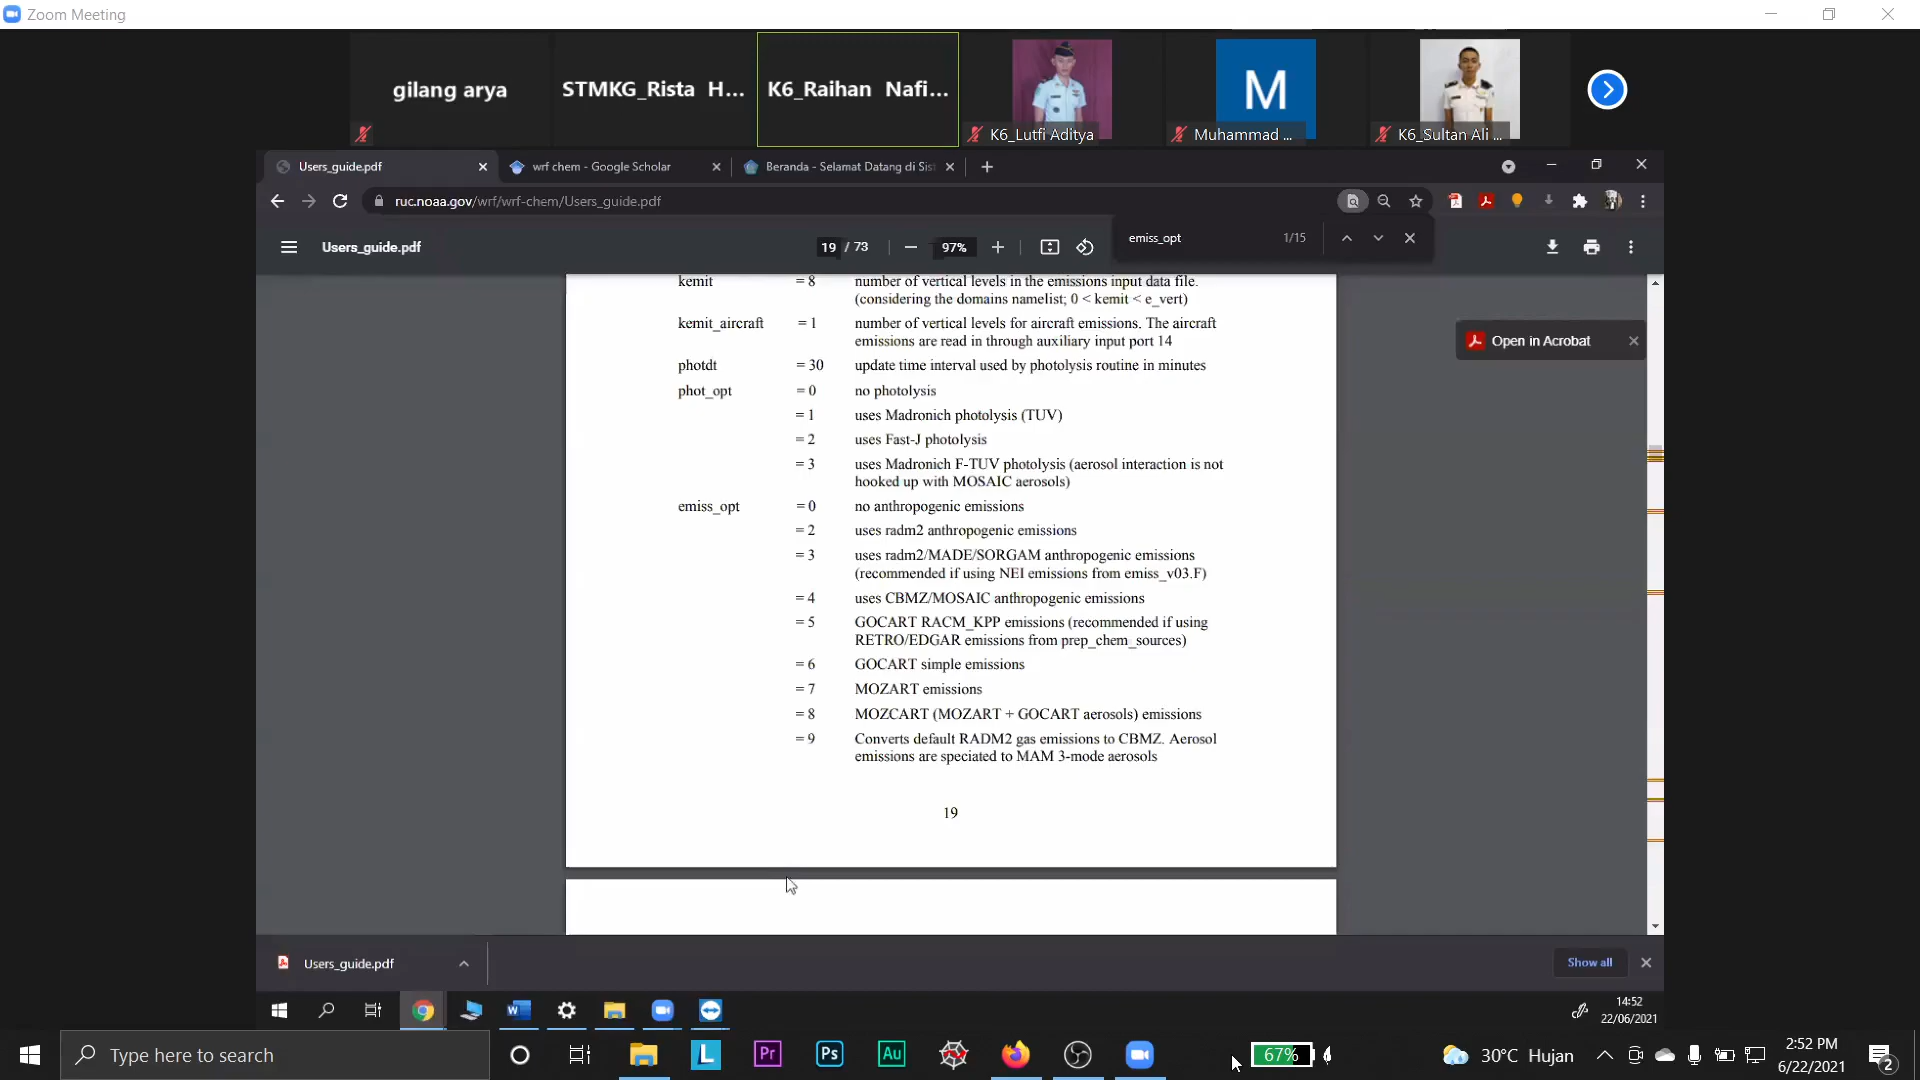 Zoom Meeting
gilang arya
STMKG_Rista H...
K6_Raihan Nafi...
K6_Lutfi Aditya
M
Muhammad ...
K6_Sultan Ali ...
Users_guide.pdf
wrf chem - Google Scholar
Beranda - Selamat Datang di Sist
ruc.noaa.gov/wrf/wrf-chem/Users_guide.pdf
Users_guide.pdf
19 / 73
97%
emiss_opt
1/15
Open in Acrobat
kemit = 8 number of vertical levels in the emissions input data file.
(considering the domains namelist; 0 < kemit < e_vert)
kemit_aircraft = 1 number of vertical levels for aircraft emissions. The aircraft
emissions are read in through auxiliary input port 14
photdt = 30 update time interval used by photolysis routine in minutes
phot_opt = 0 no photolysis
= 1 uses Madronich photolysis (TUV)
= 2 uses Fast-J photolysis
= 3 uses Madronich F-TUV photolysis (aerosol interaction is not
hooked up with MOSAIC aerosols)
emiss_opt = 0 no anthropogenic emissions
= 2 uses radm2 anthropogenic emissions
= 3 uses radm2/MADE/SORGAM anthropogenic emissions
(recommended if using NEI emissions from emiss_v03.F)
= 4 uses CBMZ/MOSAIC anthropogenic emissions
= 5 GOCART RACM_KPP emissions (recommended if using
RETRO/EDGAR emissions from prep_chem_sources)
= 6 GOCART simple emissions
= 7 MOZART emissions
= 8 MOZCART (MOZART + GOCART aerosols) emissions
= 9 Converts default RADM2 gas emissions to CBMZ. Aerosol
emissions are speciated to MAM 3-mode aerosols
19
Users_guide.pdf
Show all
14:52
22/06/2021
Type here to search
L
Pr
Ps
Au
67%
30°C Hujan
2:52 PM
6/22/2021
2